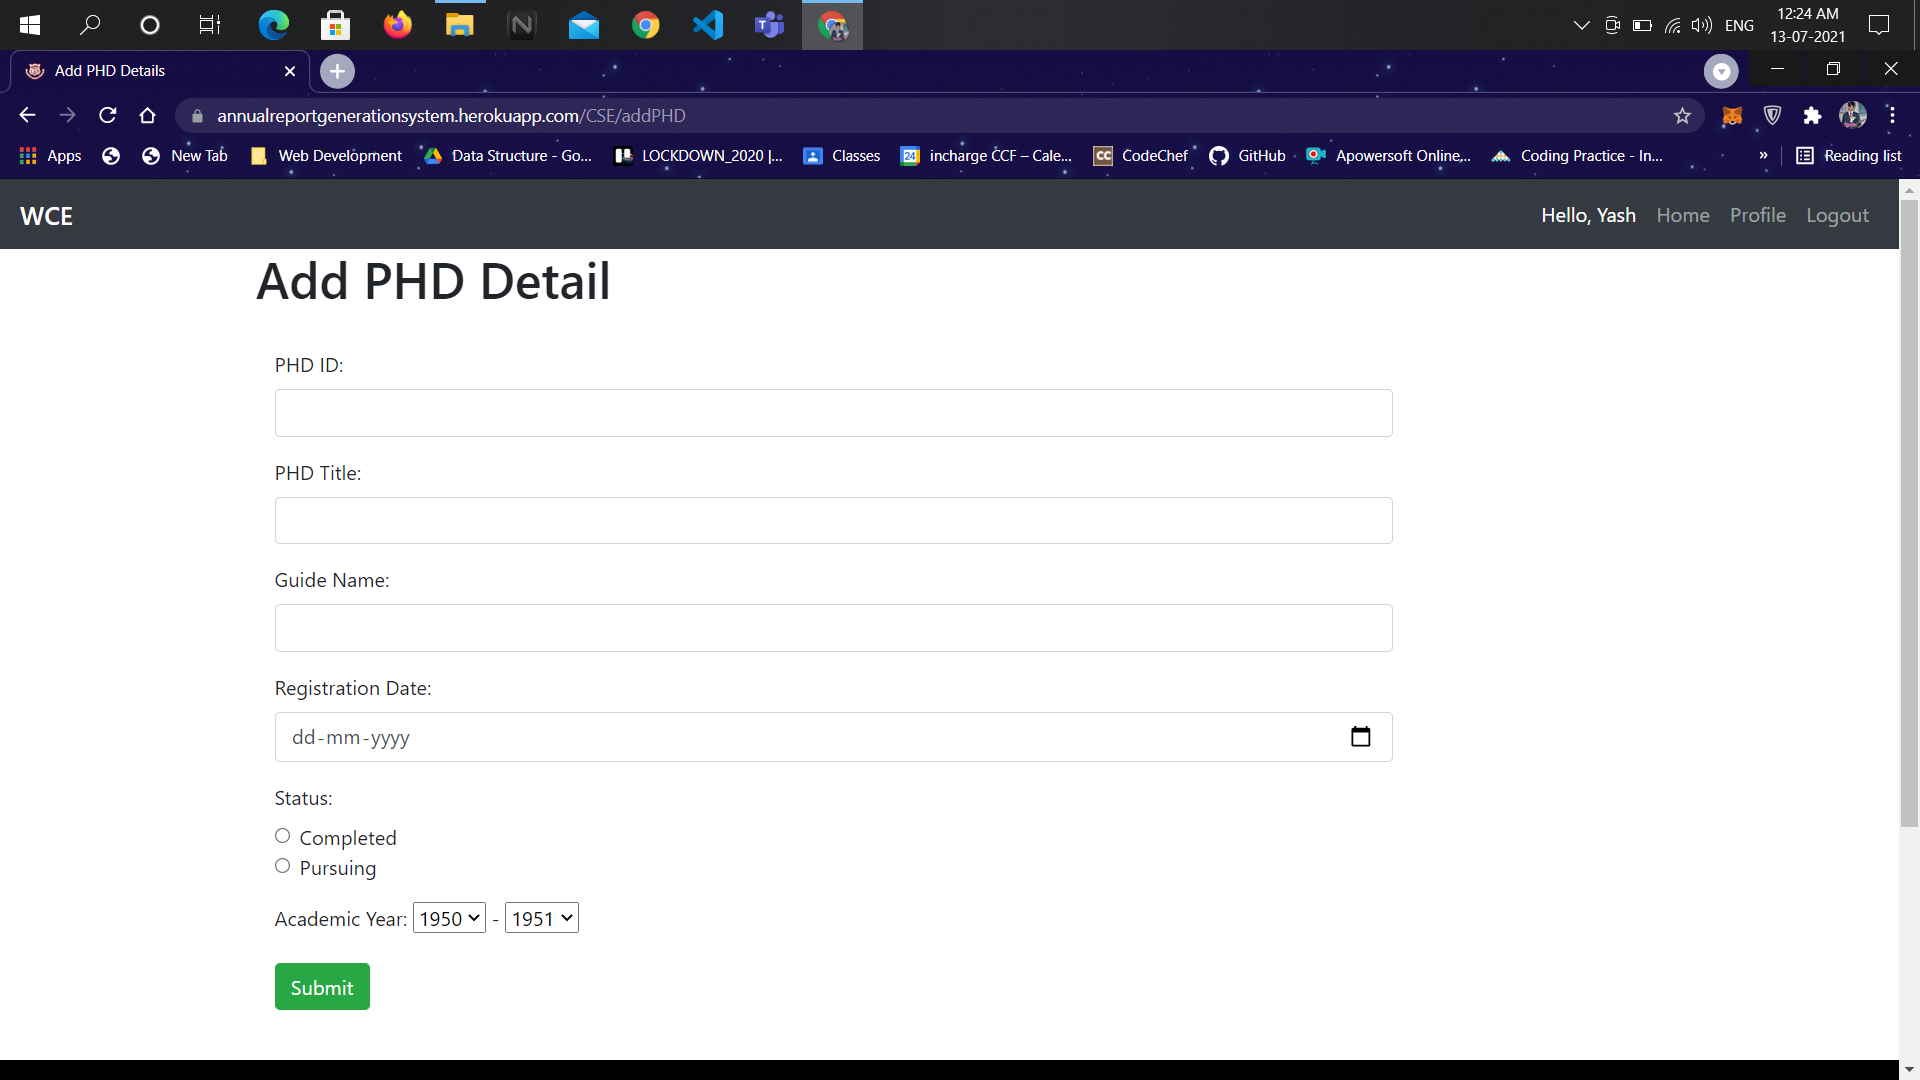 12:24 AM
ENG
13-07-2021
Add PHD Details
annualreportgenerationsystem.herokuapp.com/CSE/addPHD
Apps New Tab Web Development Data Structure - Go... LOCKDOWN_2020 |... Classes 24 incharge CCF – Cale... CC CodeChef GitHub Apowersoft Online,... Coding Practice - In... » Reading list
WCE Hello, Yash Home Profile Logout
Add PHD Detail
PHD ID:
PHD Title:
Guide Name:
Registration Date:
dd-mm-yyyy
Status:
Completed
Pursuing
Academic Year: 1950 - 1951
Submit